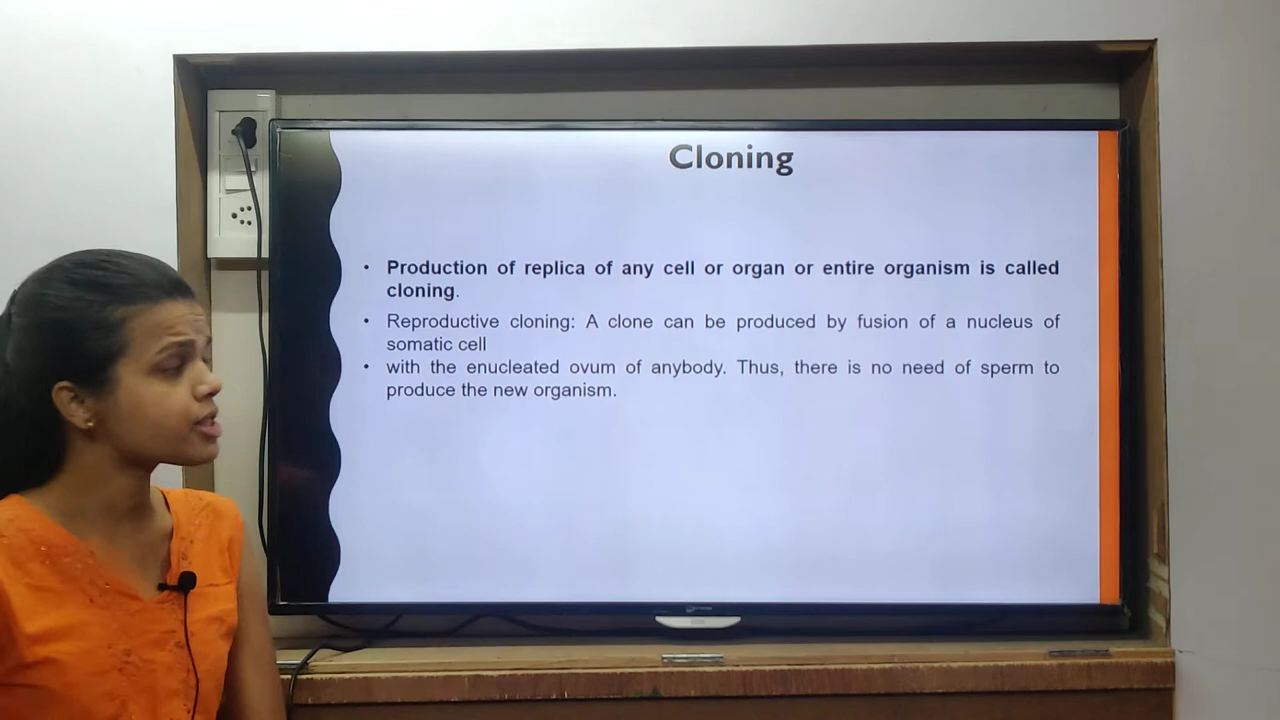 Cloning
• Production of replica of any cell or organ or entire organism is called
cloning.
• Reproductive cloning: A clone can be produced by fusion of a nucleus of
somatic cell
• with the enucleated ovum of anybody. Thus, there is no need of sperm to
produce the new organism.